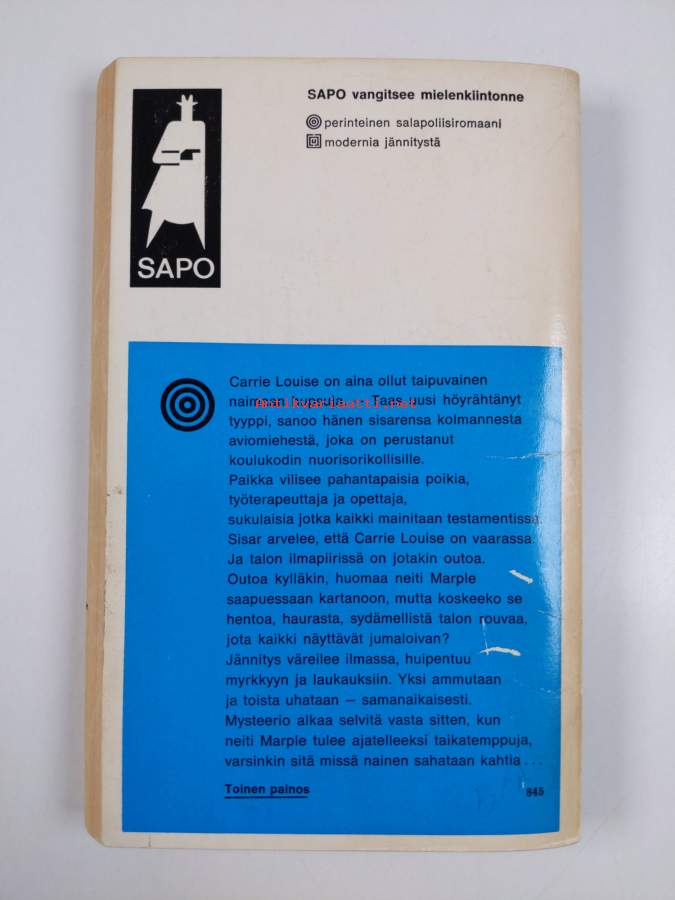 SAPO vangitsee mielenkiintonne
perinteinen salapoliisiromaani
modernia jännitystä
SAPO
Carrie Louise on aina ollut taipuvainen
naimaan hupsuja... Taas uusi höyrähtänyt
Antikvariaatti.net
tyyppi, sanoo hänen sisarensa kolmannesta
aviomiehestä, joka on perustanut
koulukodin nuorisorikollisille.
Paikka vilisee pahantapaisia poikia,
työterapeuttaja ja opettaja,
sukulaisia jotka kaikki mainitaan testamentissa.
Sisar arvelee, että Carrie Louise on vaarassa.
Ja talon ilmapiirissä on jotakin outoa.
Outoa kylläkin, huomaa neiti Marple
saapuessaan kartanoon, mutta koskeeko se
hentoa, haurasta, sydämellistä talon rouvaa,
jota kaikki näyttävät jumaloivan?
Jännitys väreilee ilmassa, huipentuu
myrkkyyn ja laukauksiin. Yksi ammutaan
ja toista uhataan — samanaikaisesti.
Mysteerio alkaa selvitä vasta sitten, kun
neiti Marple tulee ajatelleeksi taikatemppuja,
varsinkin sitä missä nainen sahataan kahtia...
Toinen painos
845